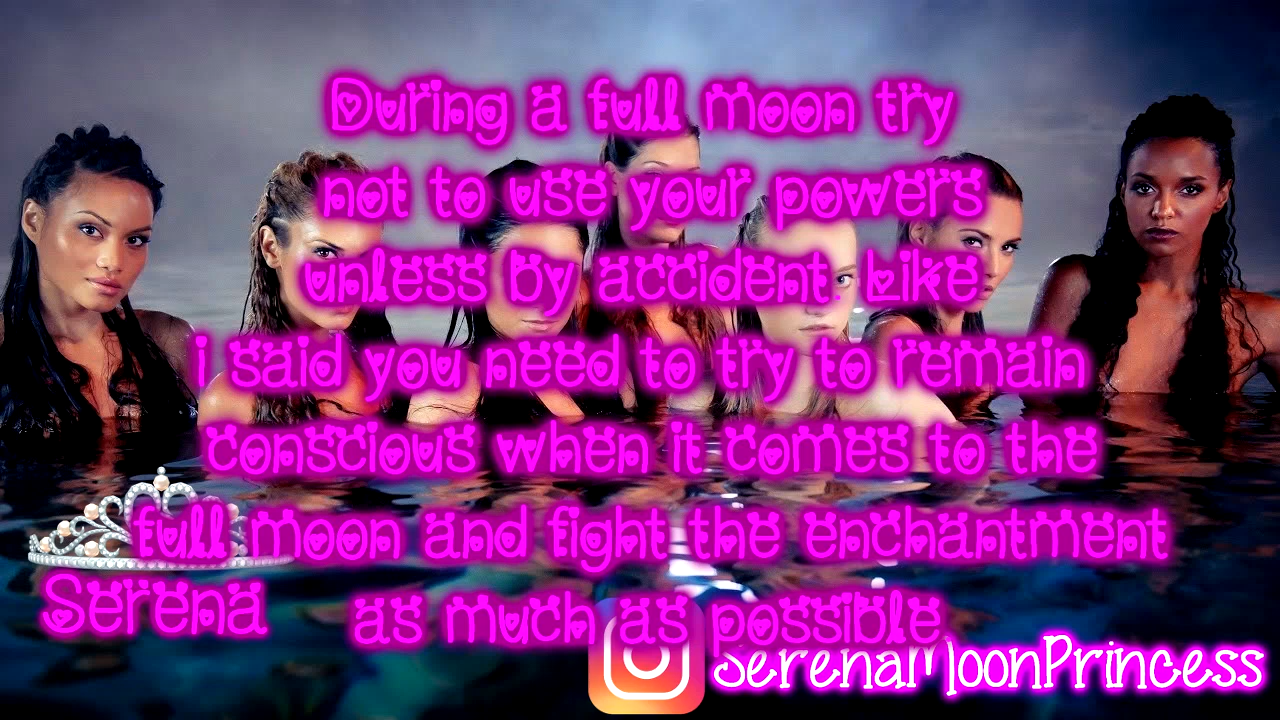 During a full moon try
not to use your powers
unless by accident. Like
i said you need to try to remain
conscious when it comes to the
full moon and fight the enchantment
as much as possible
Serena
SerenaMoonPrincess